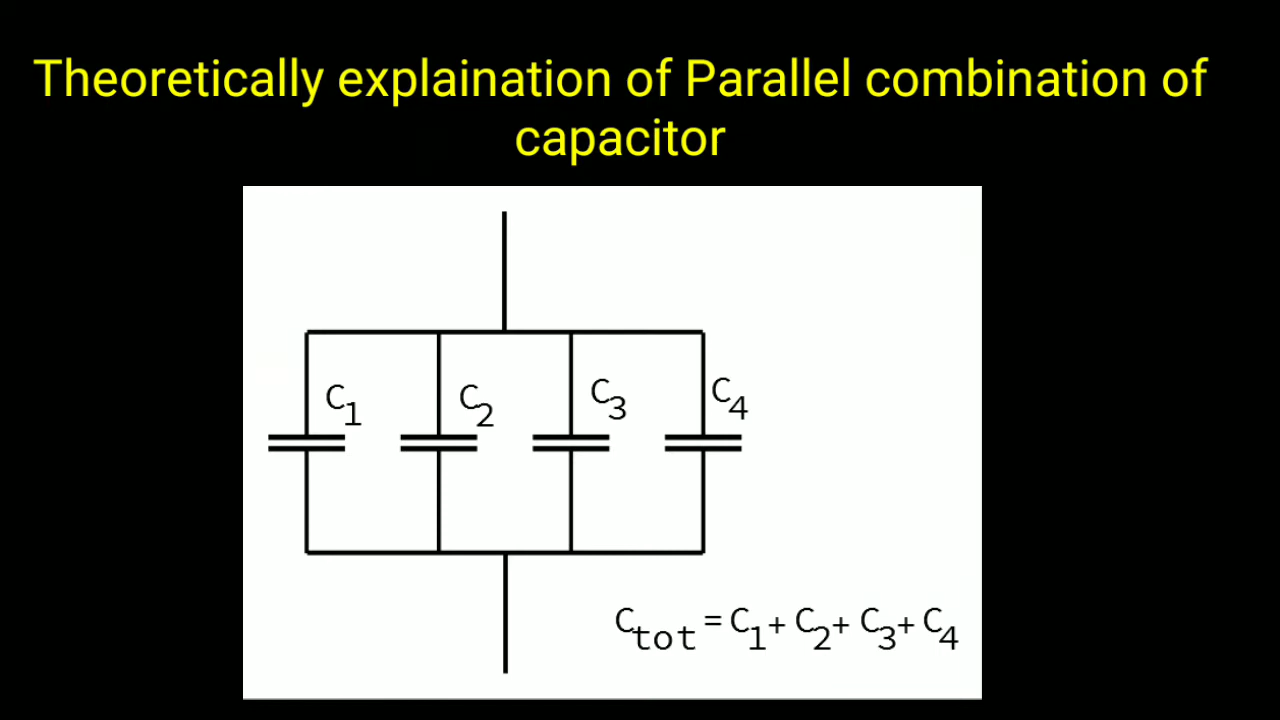 Theoretically explaination of Parallel combination of
capacitor
C1 C2 C3 C4
Ctot = C1+ C2+ C3+ C4